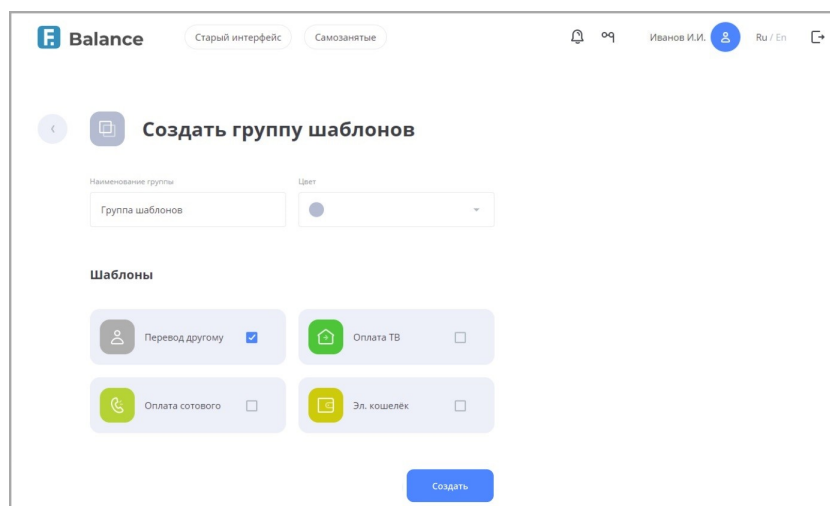 F. Balance Старый интерфейс Самозанятые Иванов И.И. Ru / En
Создать группу шаблонов
Наименование группы Цвет
Группа шаблонов
Шаблоны
Перевод другому Оплата ТВ
Оплата сотового Эл. кошелёк
Создать